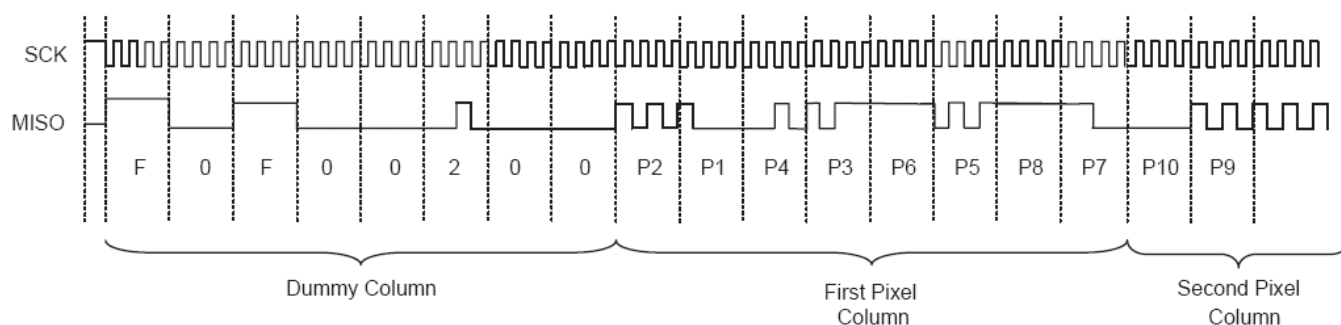 SCK
MISO
F 0 F 0 0 2 0 0 P2 P1 P4 P3 P6 P5 P8 P7 P10 P9
Dummy Column
First Pixel
Column
Second Pixel
Column